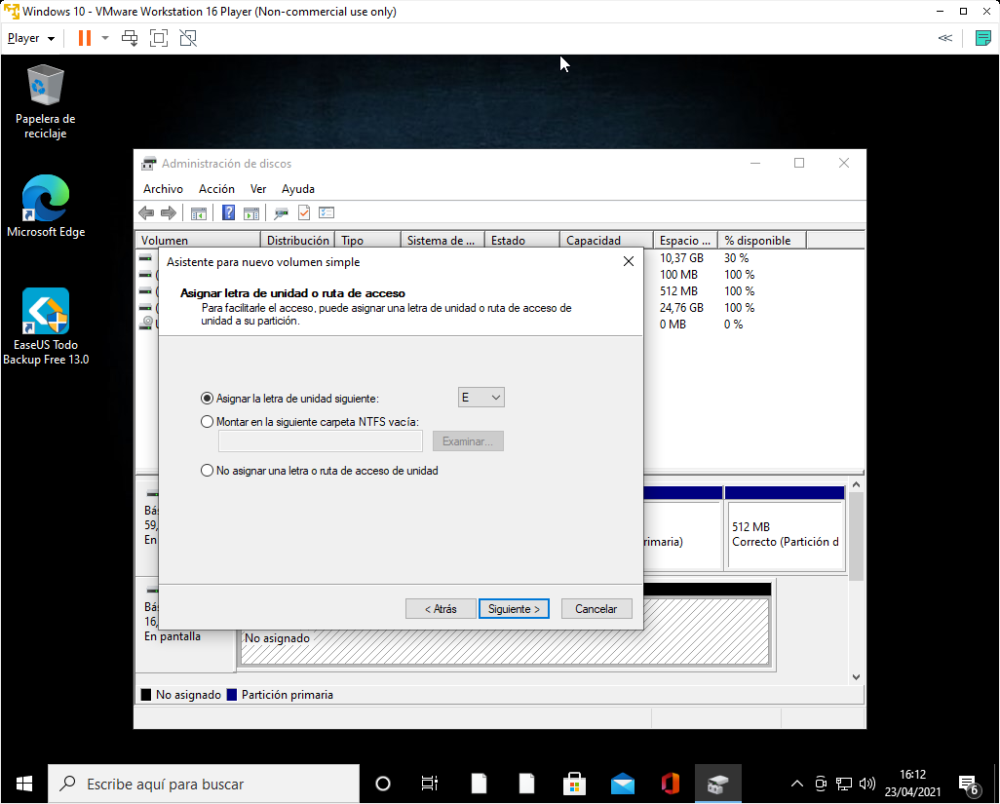 Windows 10 - VMware Workstation 16 Player (Non-commercial use only)
Player
Papelera de
reciclaje
Microsoft Edge
EaseUS Todo
Backup Free 13.0
Administración de discos
Archivo Acción Ver Ayuda
Volumen Distribución Tipo Sistema de ... Estado Capacidad Espacio ... % disponible
10,37 GB 30 %
100 MB 100 %
512 MB 100 %
24,76 GB 100 %
0 MB 0 %
Asistente para nuevo volumen simple
Asignar letra de unidad o ruta de acceso
Para facilitarle el acceso, puede asignar una letra de unidad o ruta de acceso de
unidad a su partición.
Asignar la letra de unidad siguiente: E
Montar en la siguiente carpeta NTFS vacía:
Examinar...
No asignar una letra o ruta de acceso de unidad
< Atrás Siguiente > Cancelar
Bás
59,
En
rimaria)
512 MB
Correcto (Partición d
Bás
16,
En pantalla
No asignado
No asignado Partición primaria
Escribe aquí para buscar
16:12
23/04/2021
6